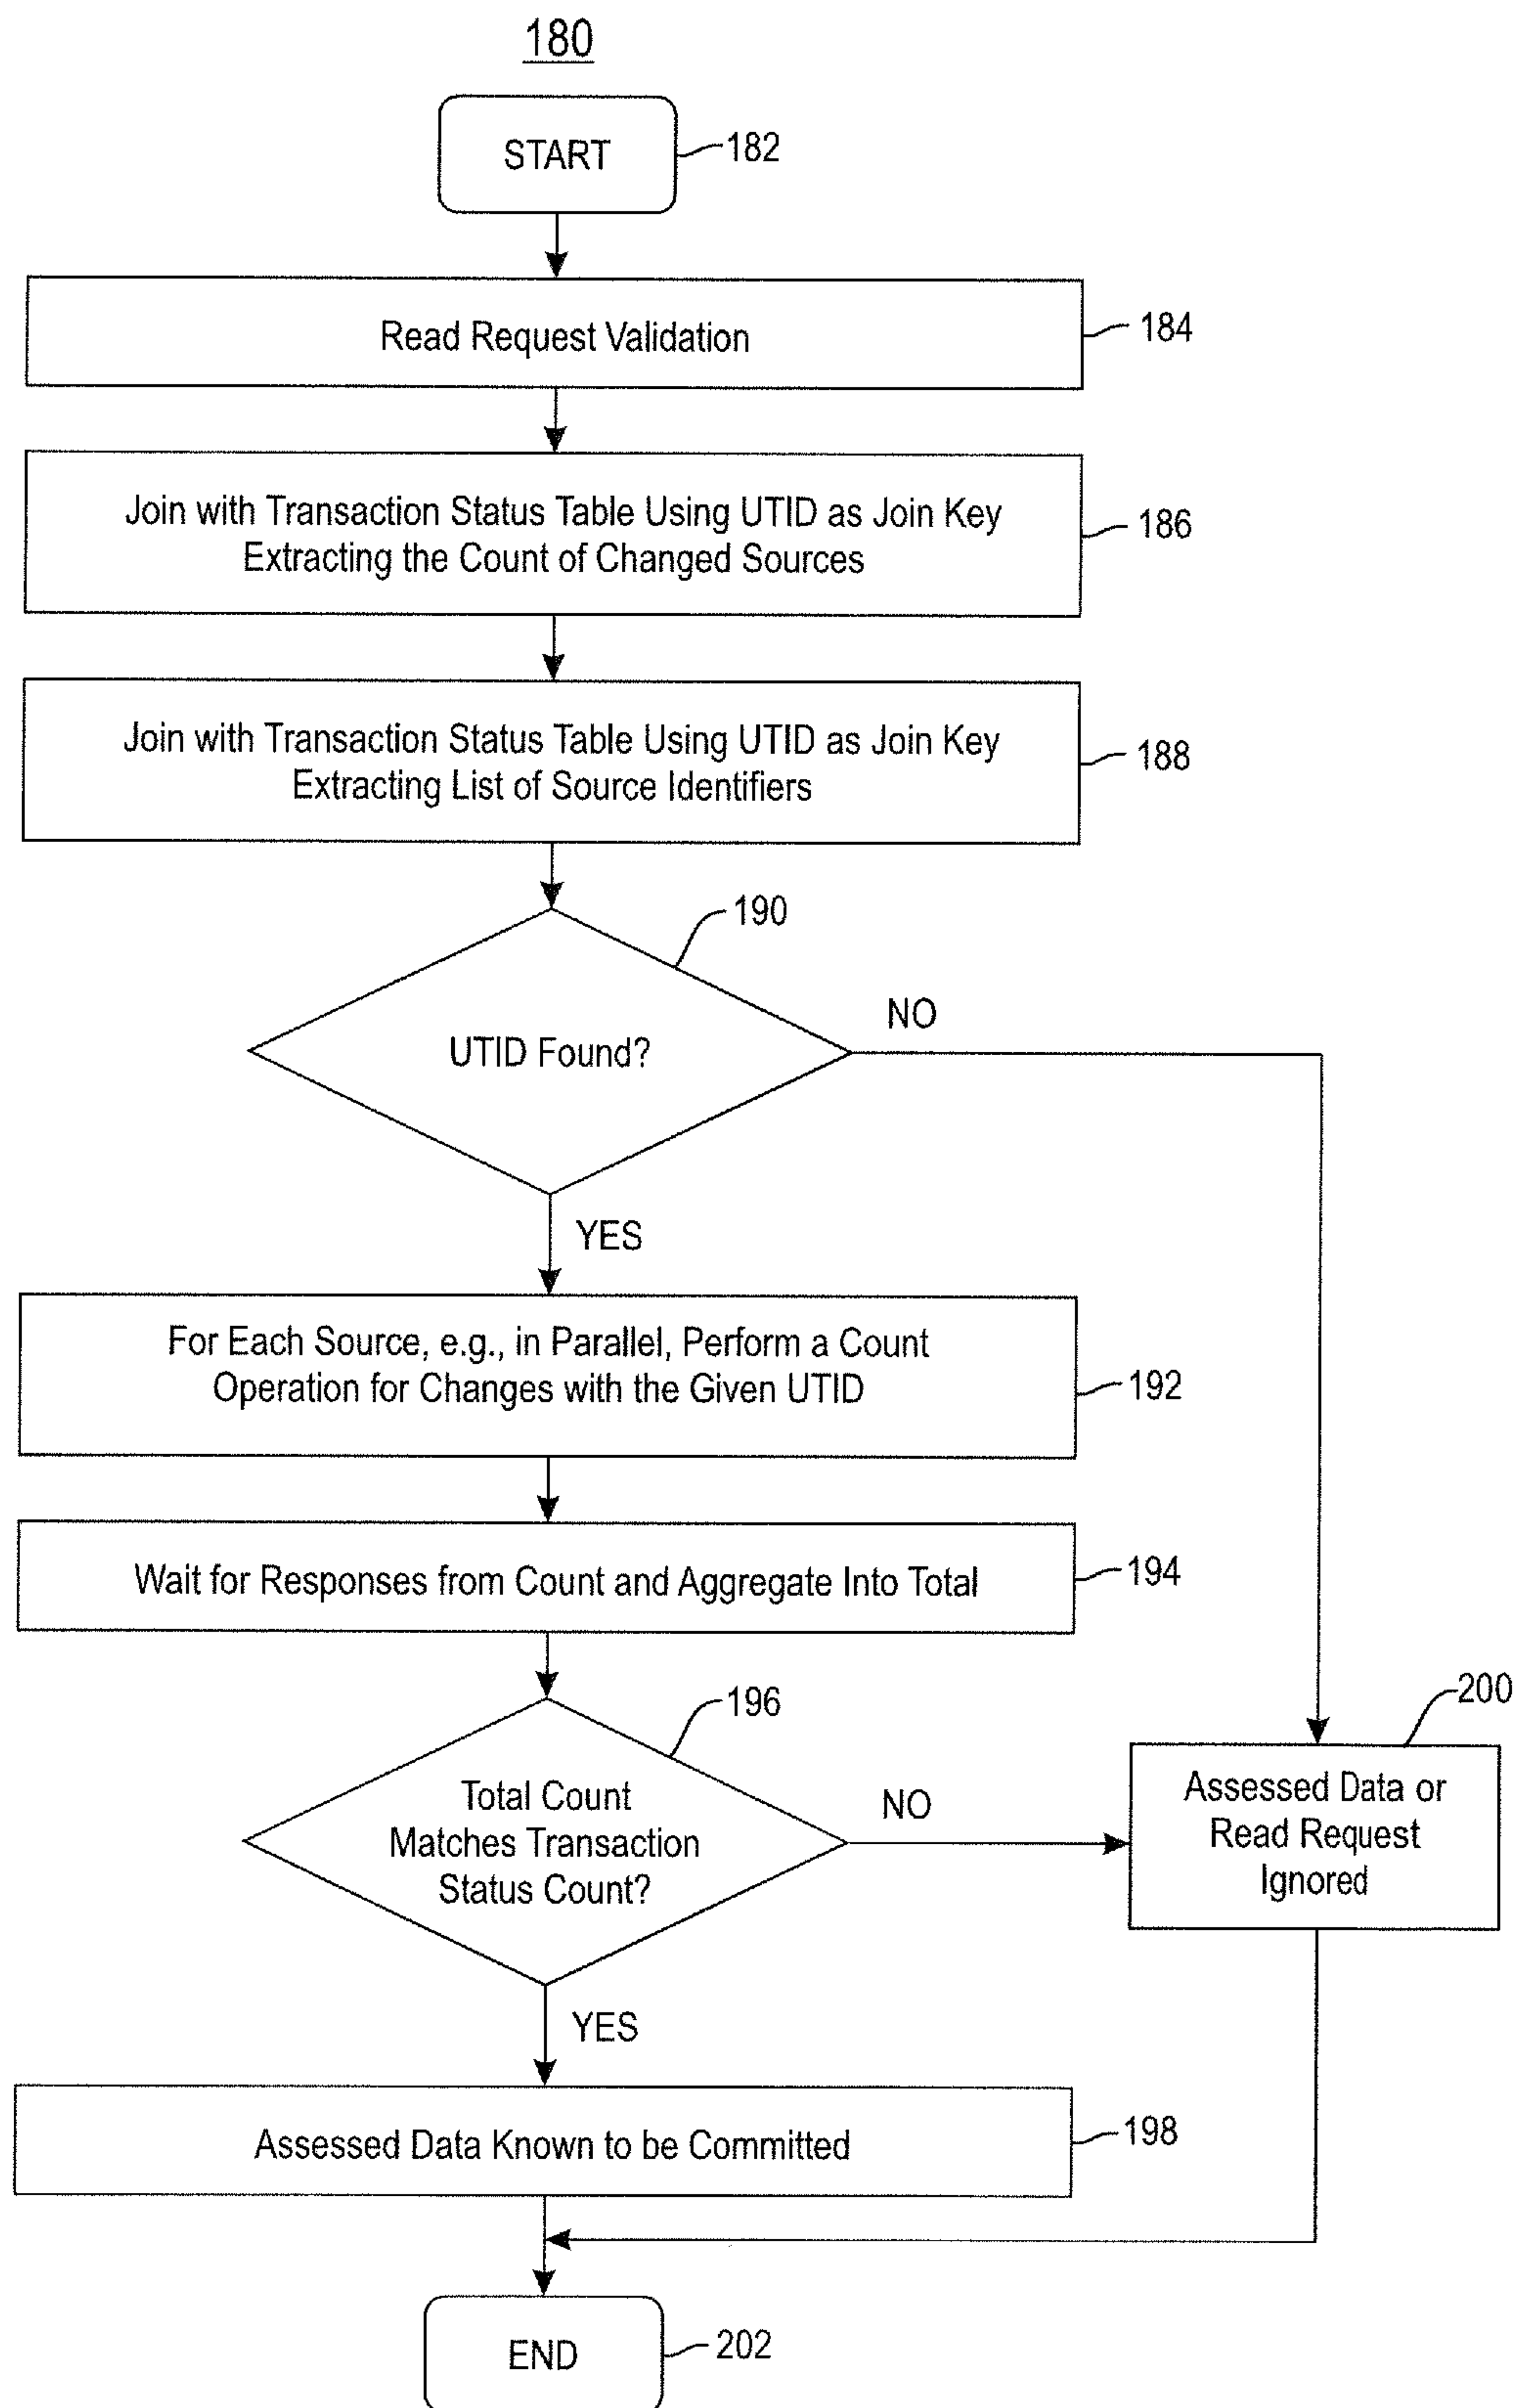 180
START
182
Read Request Validation
184
Join with Transaction Status Table Using UTID as Join Key
Extracting the Count of Changed Sources
186
Join with Transaction Status Table Using UTID as Join Key
Extracting List of Source Identifiers
188
190
UTID Found?
NO
YES
For Each Source, e.g., in Parallel, Perform a Count
Operation for Changes with the Given UTID
192
Wait for Responses from Count and Aggregate Into Total
194
196
Total Count
Matches Transaction
Status Count?
NO
200
Assessed Data or
Read Request
Ignored
YES
Assessed Data Known to be Committed
198
END
202